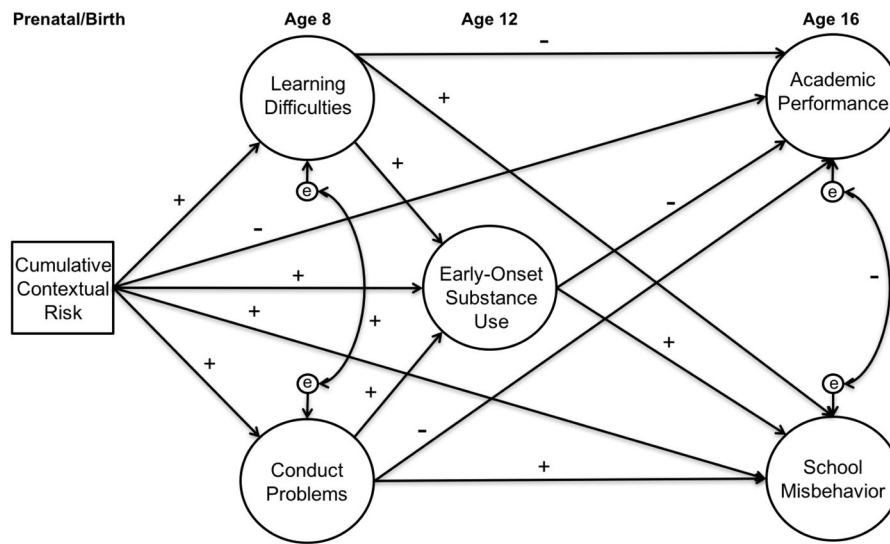 Prenatal/Birth Age 8 Age 12 Age 16
Learning
Difficulties
Academic
Performance
-
+
+
+
-
-
e
e
Cumulative
Contextual
Risk
Early-Onset
Substance
Use
+
+
+
-
+
+
+
e
e
-
Conduct
Problems
+
School
Misbehavior